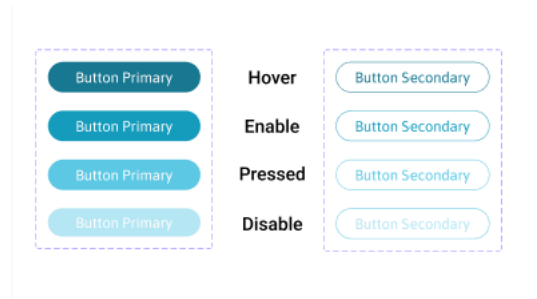 Button Primary Hover Button Secondary
Button Primary Enable Button Secondary
Button Primary Pressed Button Secondary
Button Primary Disable Button Secondary